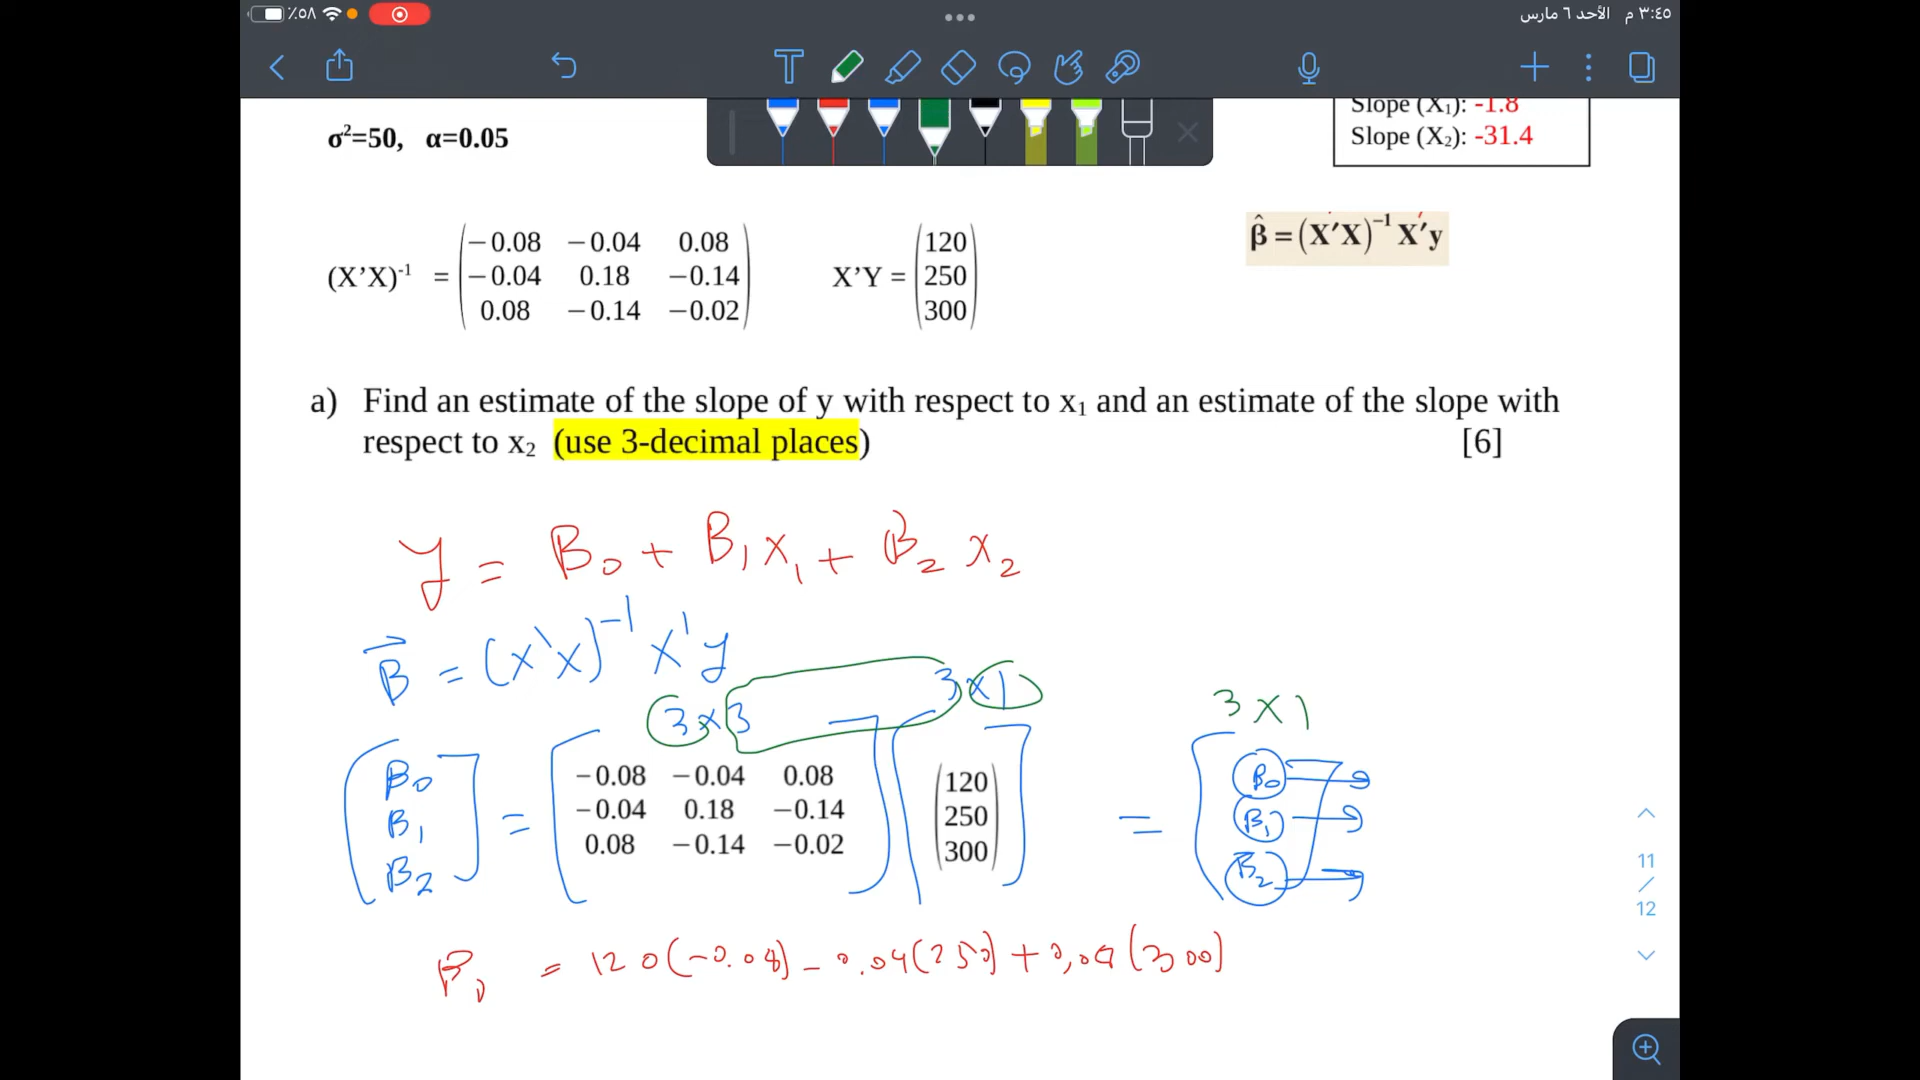 ٪٥٨
٣:٤٥ م الأحد ٦ مارس
Slope (X₁): -1.8
Slope (X₂): -31.4
σ²=50, α=0.05
(X’X)⁻¹ =
−0.08 −0.04 0.08
−0.04 0.18 −0.14
0.08 −0.14 −0.02
X’Y =
120
250
300
β̂ = (X′X)⁻¹ X′y
a) Find an estimate of the slope of y with respect to x₁ and an estimate of the slope with
respect to x₂ (use 3-decimal places) [6]
y = B₀ + B₁x₁ + B₂x₂
B = (x'x)⁻¹ x'y
3x3 3x1 3x1
B₀
B₁
B₂
=
−0.08 −0.04 0.08
−0.04 0.18 −0.14
0.08 −0.14 −0.02
120
250
300
=
B₀
B₁
B₂
= 120(-0.08) - 0.04(250) + 0.08(300)
11
/
12